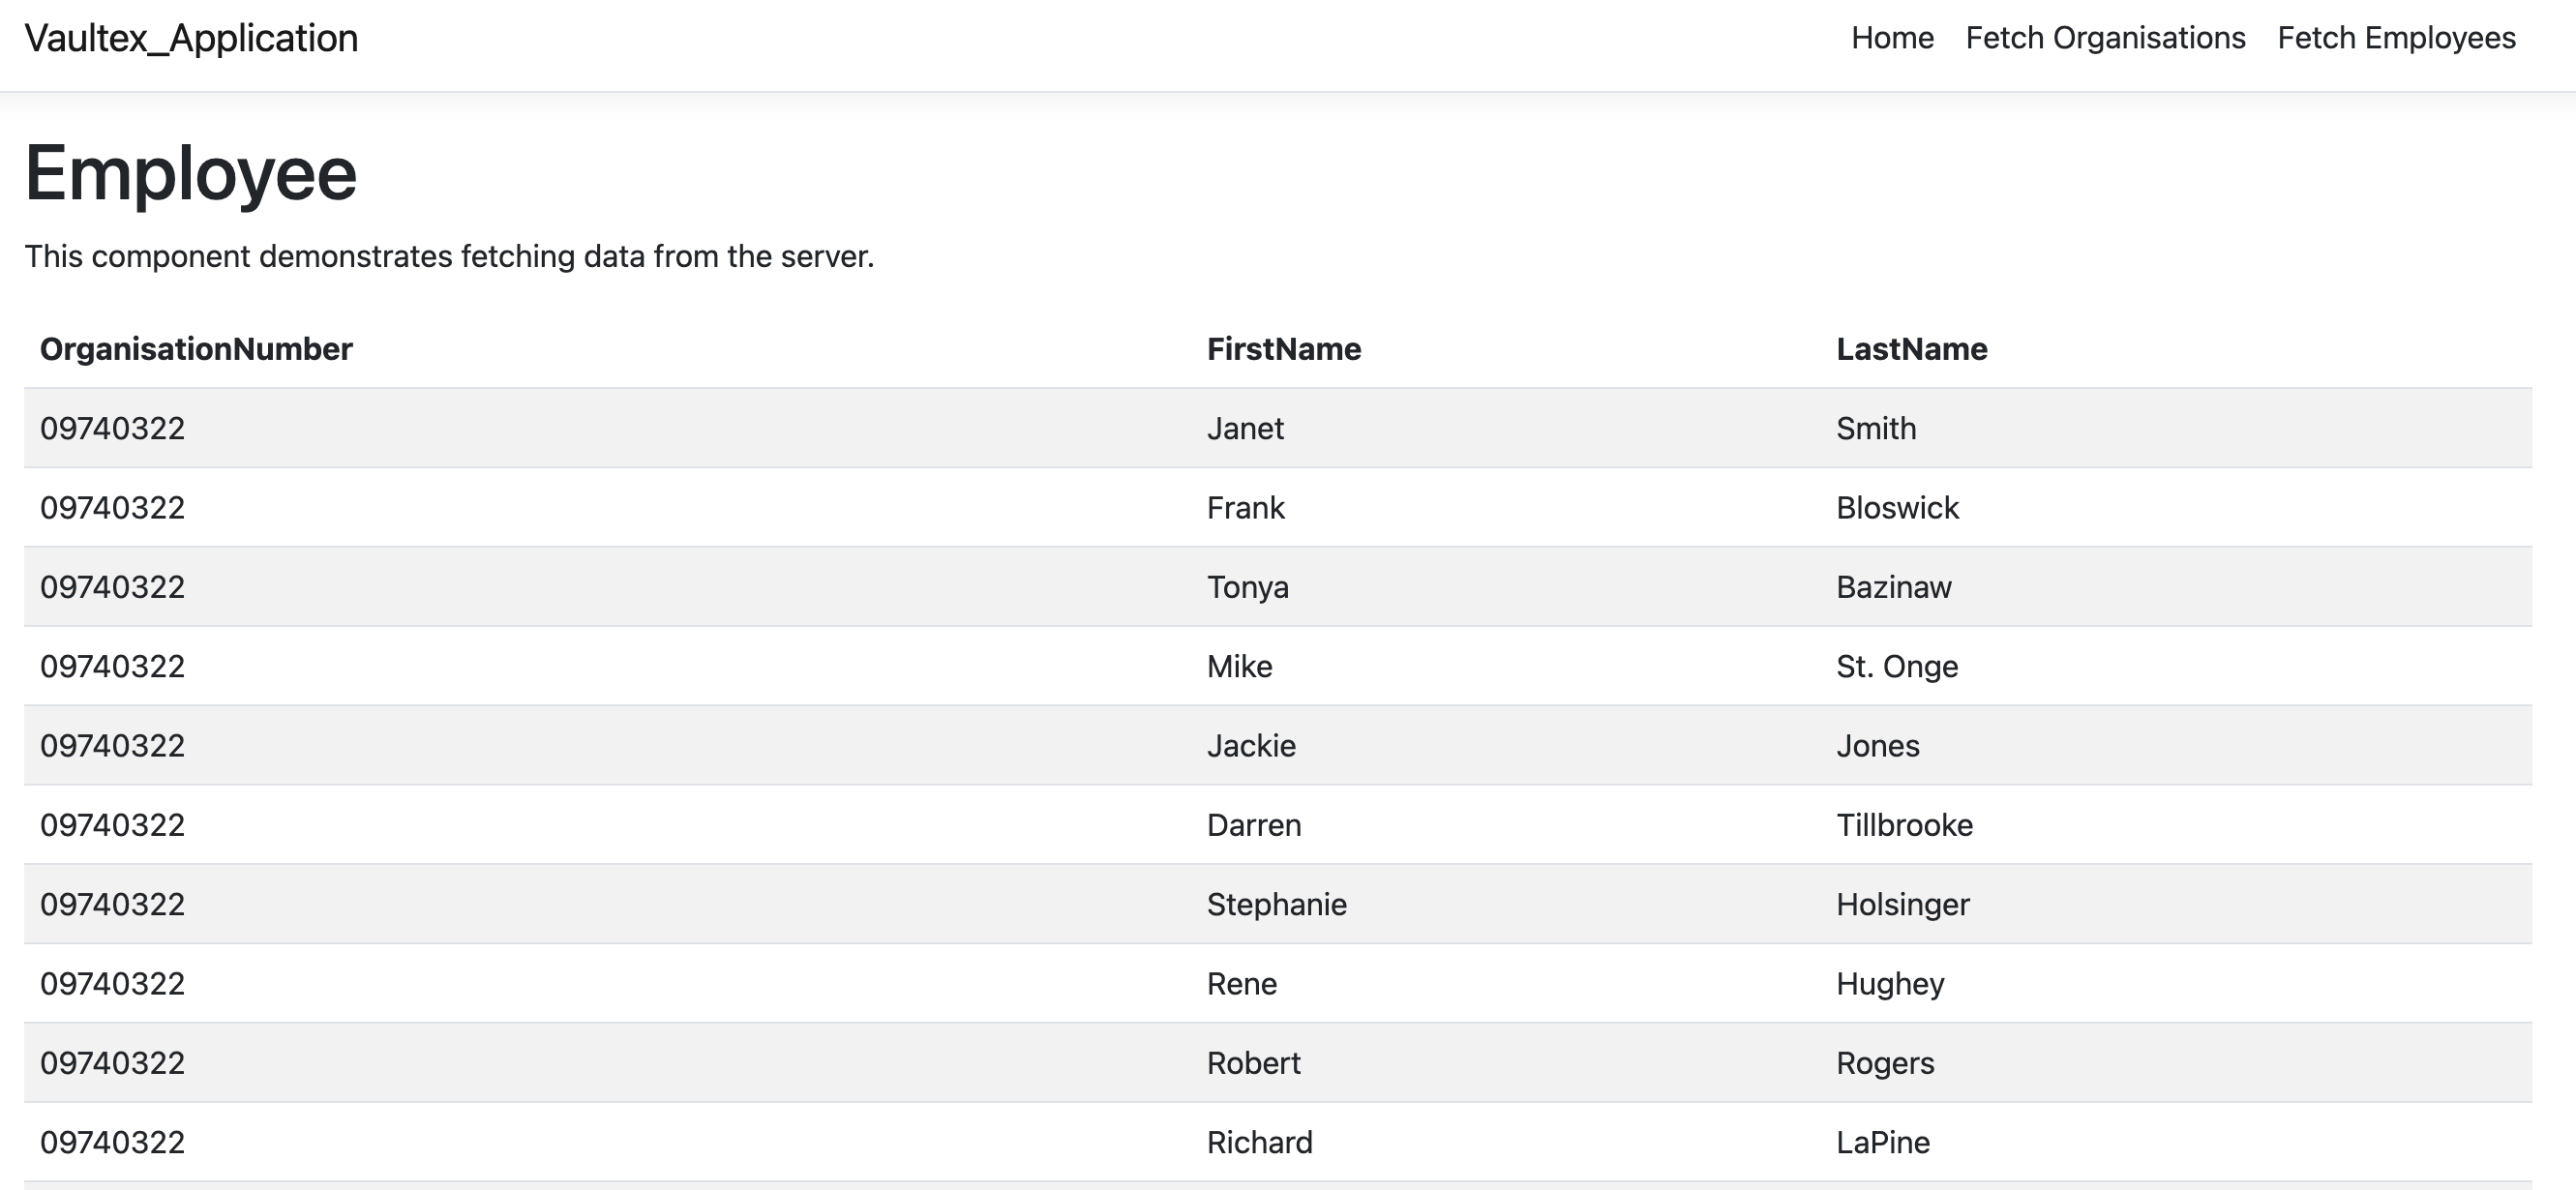 Vaultex_Application Home Fetch Organisations Fetch Employees
Employee
This component demonstrates fetching data from the server.
OrganisationNumber FirstName LastName
09740322 Janet Smith
09740322 Frank Bloswick
09740322 Tonya Bazinaw
09740322 Mike St. Onge
09740322 Jackie Jones
09740322 Darren Tillbrooke
09740322 Stephanie Holsinger
09740322 Rene Hughey
09740322 Robert Rogers
09740322 Richard LaPine